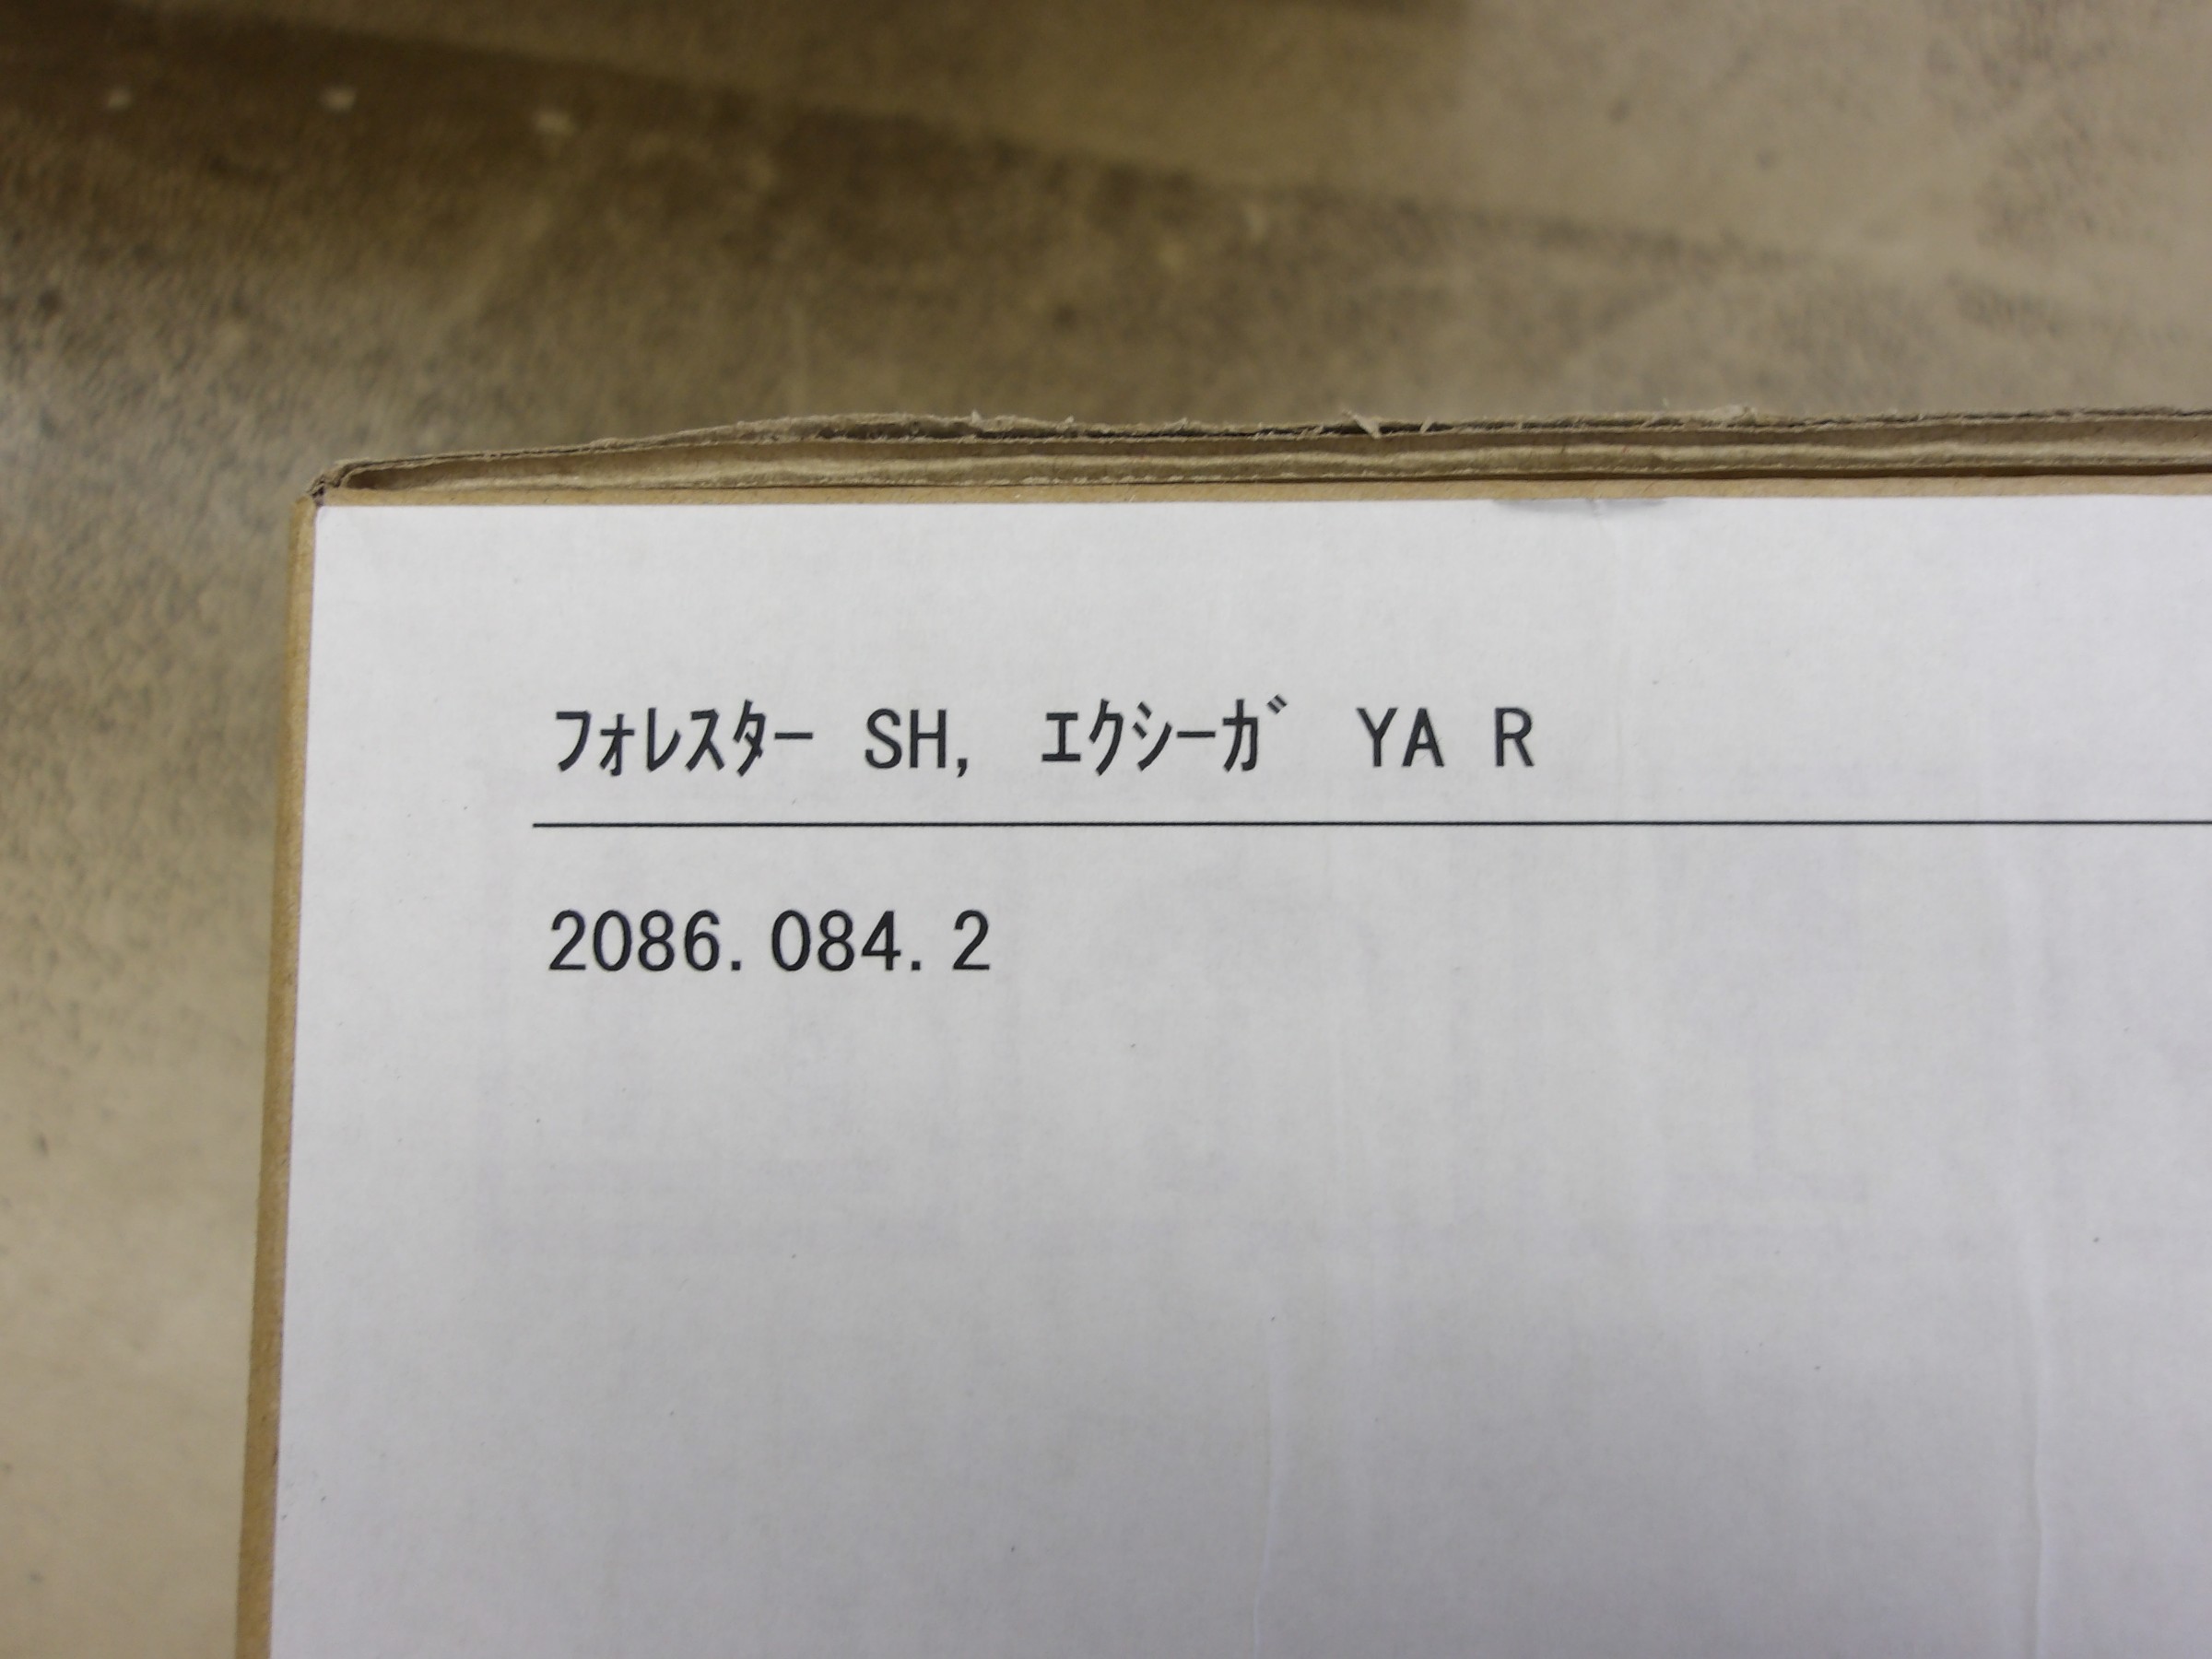 ﾌｫﾚｽﾀｰ SH, ｴｸｼｰｶﾞ YA R
2086.084.2